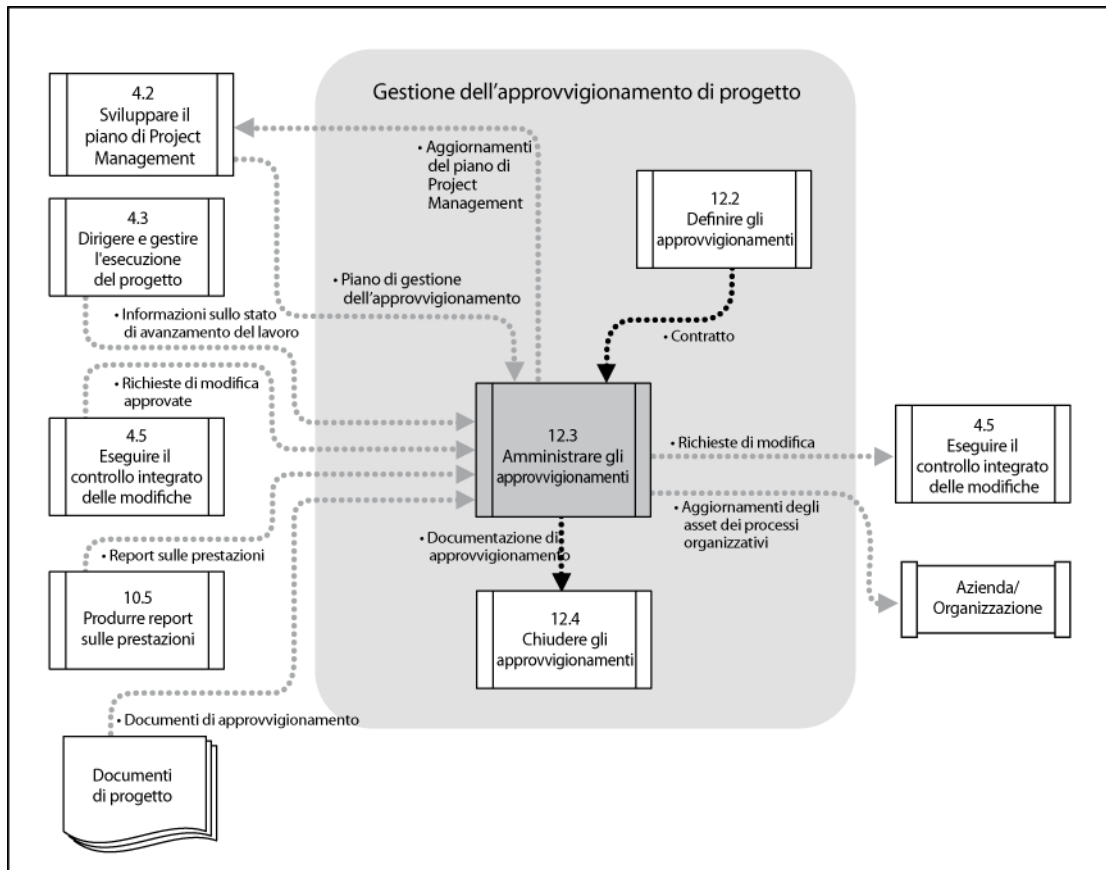 Gestione dell'approvvigionamento di progetto
4.2
Sviluppare il
piano di Project
Management
• Aggiornamenti
del piano di
Project
Management
12.2
Definire gli
approvvigionamenti
4.3
Dirigere e gestire
l'esecuzione
del progetto
• Piano di gestione
dell'approvvigionamento
• Informazioni sullo stato
di avanzamento del lavoro
• Contratto
• Richieste di modifica
approvate
4.5
Eseguire il
controllo integrato
delle modifiche
12.3
Amministrare gli
approvvigionamenti
• Richieste di modifica
4.5
Eseguire il
controllo integrato
delle modifiche
• Aggiornamenti degli
asset dei processi
organizzativi
• Documentazione di
approvvigionamento
• Report sulle prestazioni
10.5
Produrre report
sulle prestazioni
12.4
Chiudere gli
approvvigionamenti
Azienda/
Organizzazione
• Documenti di approvvigionamento
Documenti
di progetto